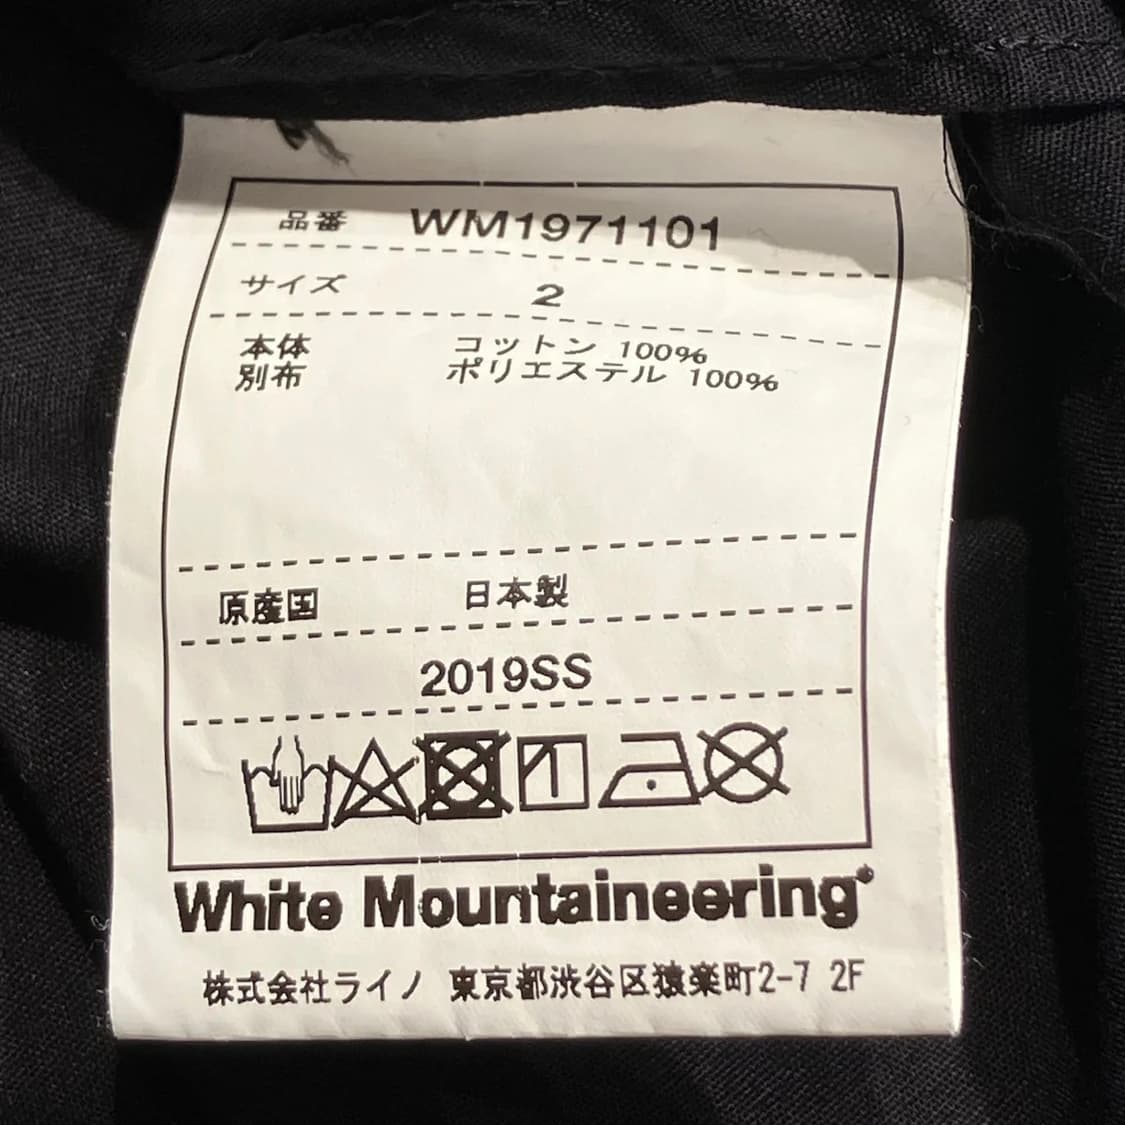 品番 WM1971101
サイズ 2
本体 コットン 100%
別布 ポリエステル 100%
原産国 日本製
2019SS
White Mountaineering®
株式会社ライノ 東京都渋谷区猿楽町2-7 2F